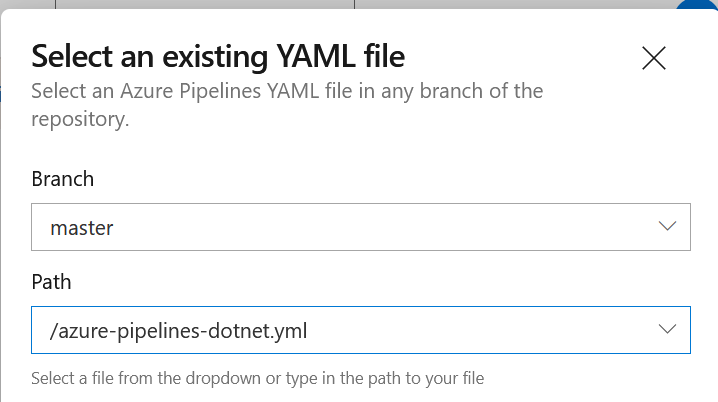 Select an existing YAML file
Select an Azure Pipelines YAML file in any branch of the
repository.
Branch
master
Path
/azure-pipelines-dotnet.yml
Select a file from the dropdown or type in the path to your file